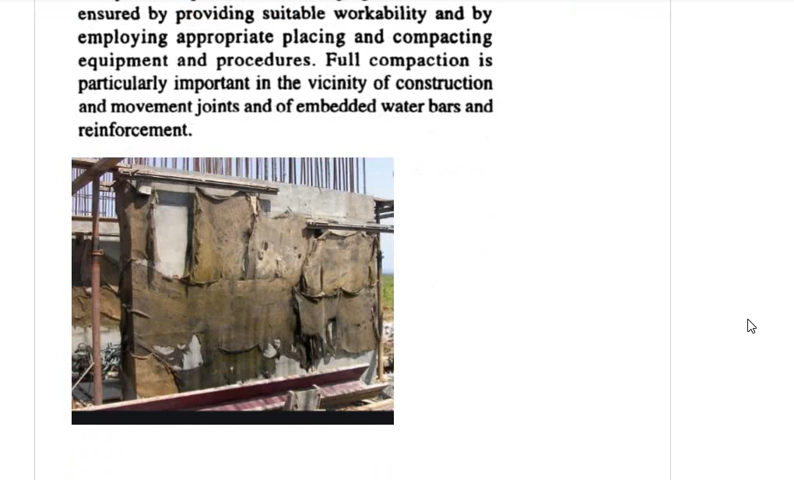 ensured by providing suitable workability and by
employing appropriate placing and compacting
equipment and procedures. Full compaction is
particularly important in the vicinity of construction
and movement joints and of embedded water bars and
reinforcement.